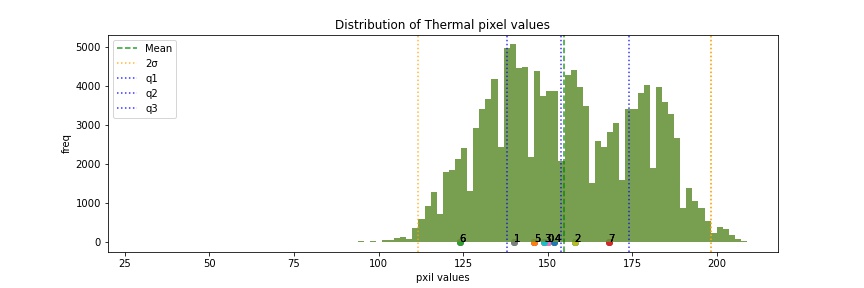 Distribution of Thermal pixel values
Mean
2σ
q1
q2
q3
freq
5000
4000
3000
2000
1000
0
6 1 5 3 0 4 2 7
25 50 75 100 125 150 175 200
pxil values